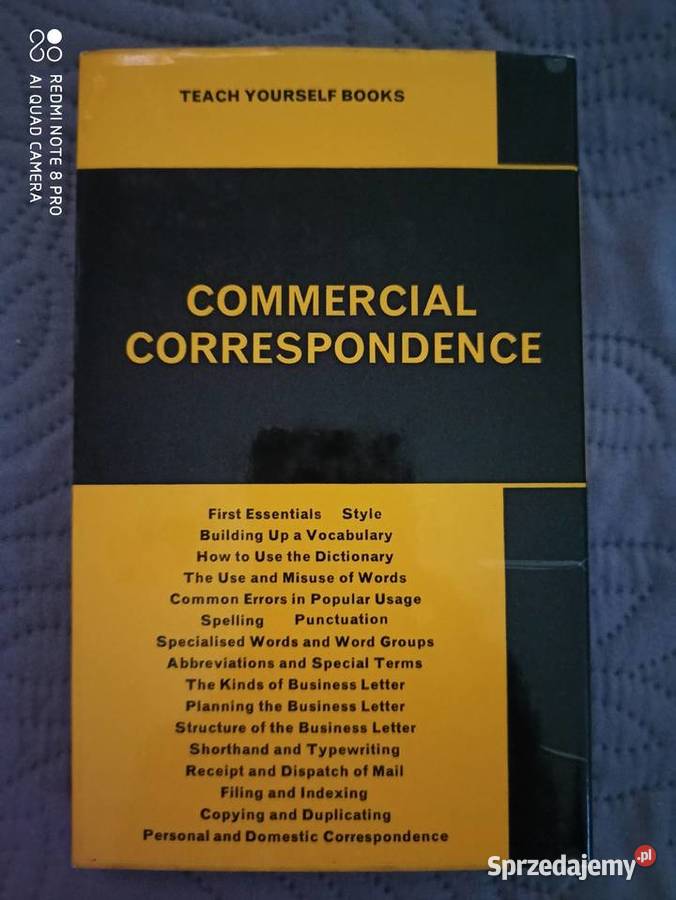 REDMI NOTE 8 PRO
AI QUAD CAMERA
TEACH YOURSELF BOOKS
COMMERCIAL
CORRESPONDENCE
First Essentials Style
Building Up a Vocabulary
How to Use the Dictionary
The Use and Misuse of Words
Common Errors in Popular Usage
Spelling Punctuation
Specialised Words and Word Groups
Abbreviations and Special Terms
The Kinds of Business Letter
Planning the Business Letter
Structure of the Business Letter
Shorthand and Typewriting
Receipt and Dispatch of Mail
Filing and Indexing
Copying and Duplicating
Personal and Domestic Correspondence
Sprzedajemy.pl